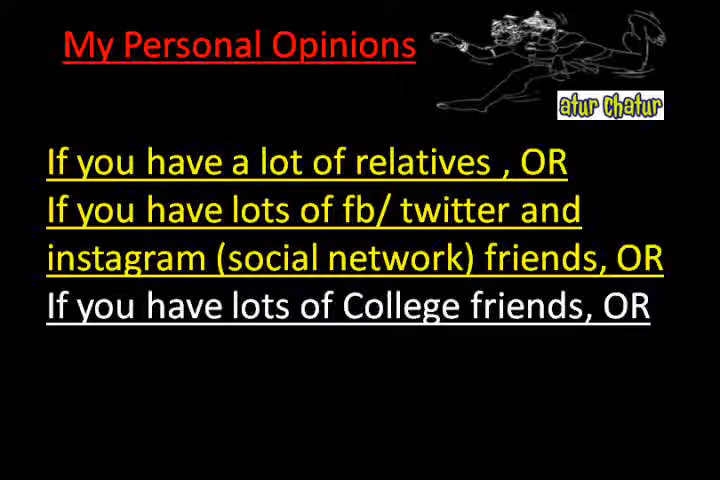 My Personal Opinions
atur chatur
If you have a lot of relatives , OR
If you have lots of fb/ twitter and
instagram (social network) friends, OR
If you have lots of College friends, OR